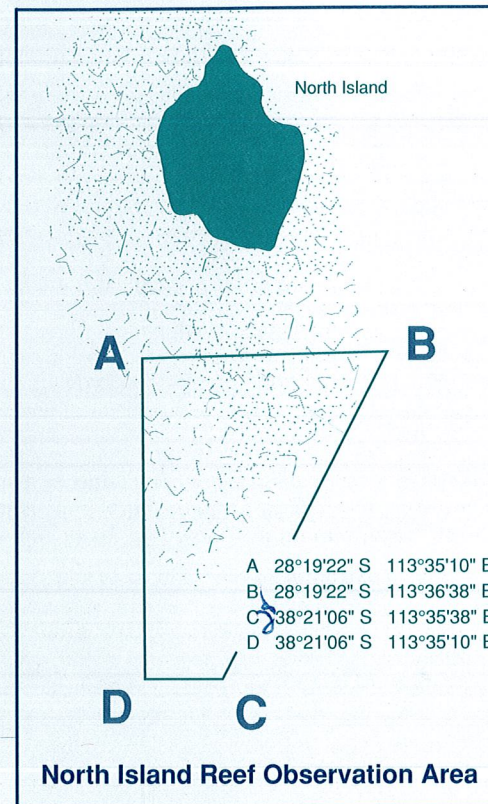 North Island
A B
A 28°19'22" S 113°35'10" E
B 28°19'22" S 113°36'38" E
C 38°21'06" S 113°35'38" E
D 38°21'06" S 113°35'10" E
D C
North Island Reef Observation Area